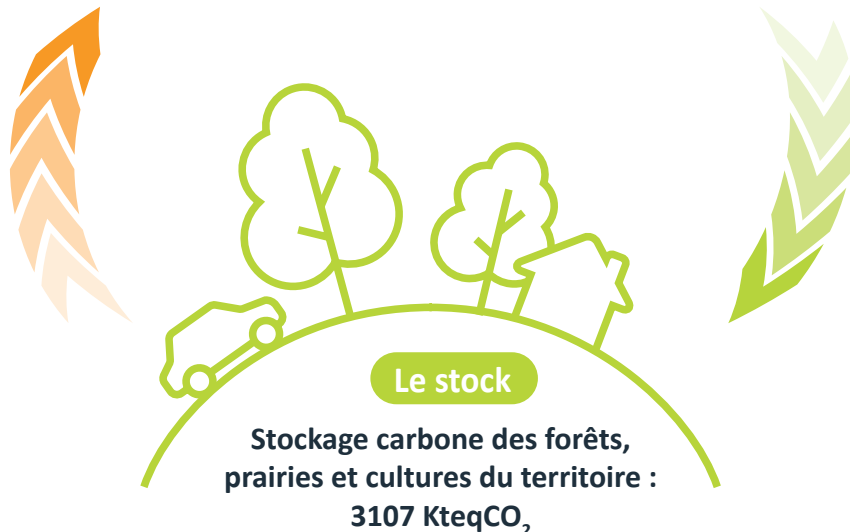 Le stock
Stockage carbone des forêts,
prairies et cultures du territoire :
3107 KteqCO₂